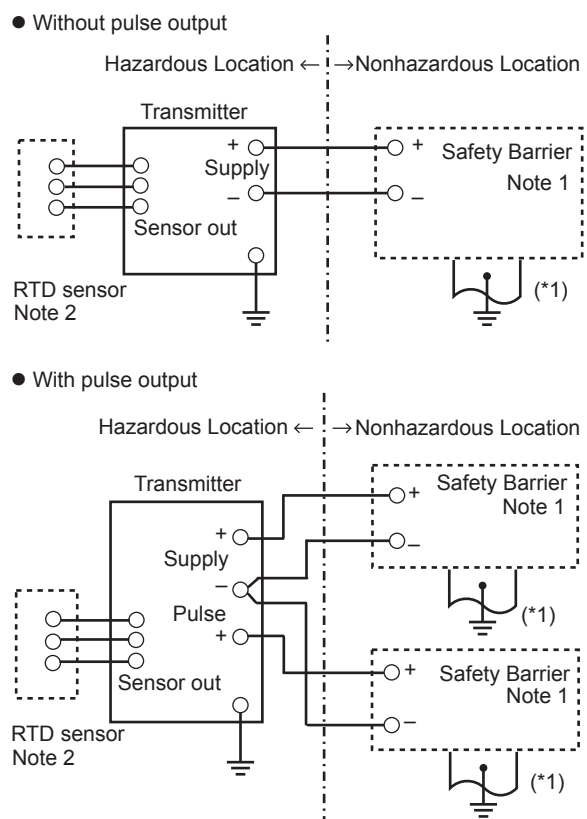 ● Without pulse output
Hazardous Location ← → Nonhazardous Location
Transmitter
+
Supply
–
Sensor out
+
–
Safety Barrier
Note 1
RTD sensor
Note 2
(*1)
● With pulse output
Hazardous Location ← → Nonhazardous Location
Transmitter
+
Supply
–
Pulse
+
Sensor out
+
–
Safety Barrier
Note 1
(*1)
+
–
Safety Barrier
Note 1
RTD sensor
Note 2
(*1)